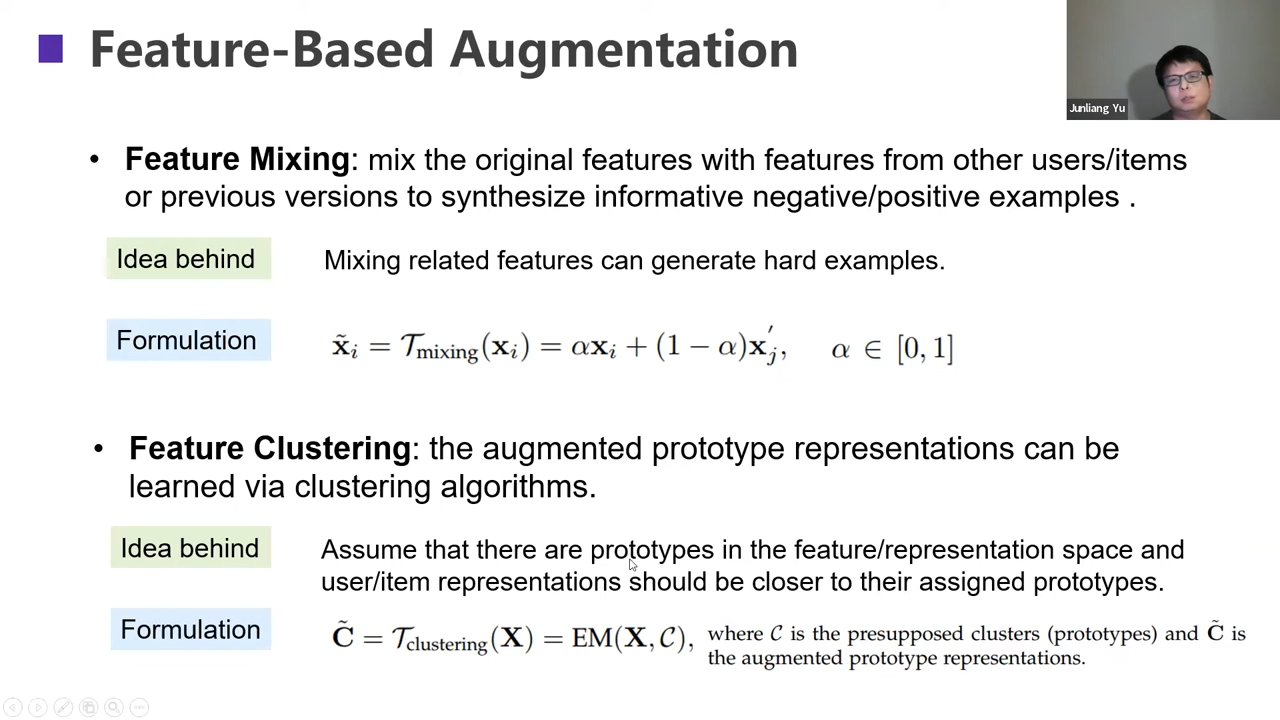 Feature-Based Augmentation
Junliang Yu
• Feature Mixing: mix the original features with features from other users/items
or previous versions to synthesize informative negative/positive examples .
Idea behind
Mixing related features can generate hard examples.
Formulation
x̃ᵢ = 𝒯mixing(xᵢ) = αxᵢ + (1 − α)x′ⱼ, α ∈ [0, 1]
• Feature Clustering: the augmented prototype representations can be
learned via clustering algorithms.
Idea behind
Assume that there are prototypes in the feature/representation space and
user/item representations should be closer to their assigned prototypes.
Formulation
C̃ = 𝒯clustering(X) = EM(X, 𝒞), where 𝒞 is the presupposed clusters (prototypes) and C̃ is
the augmented prototype representations.